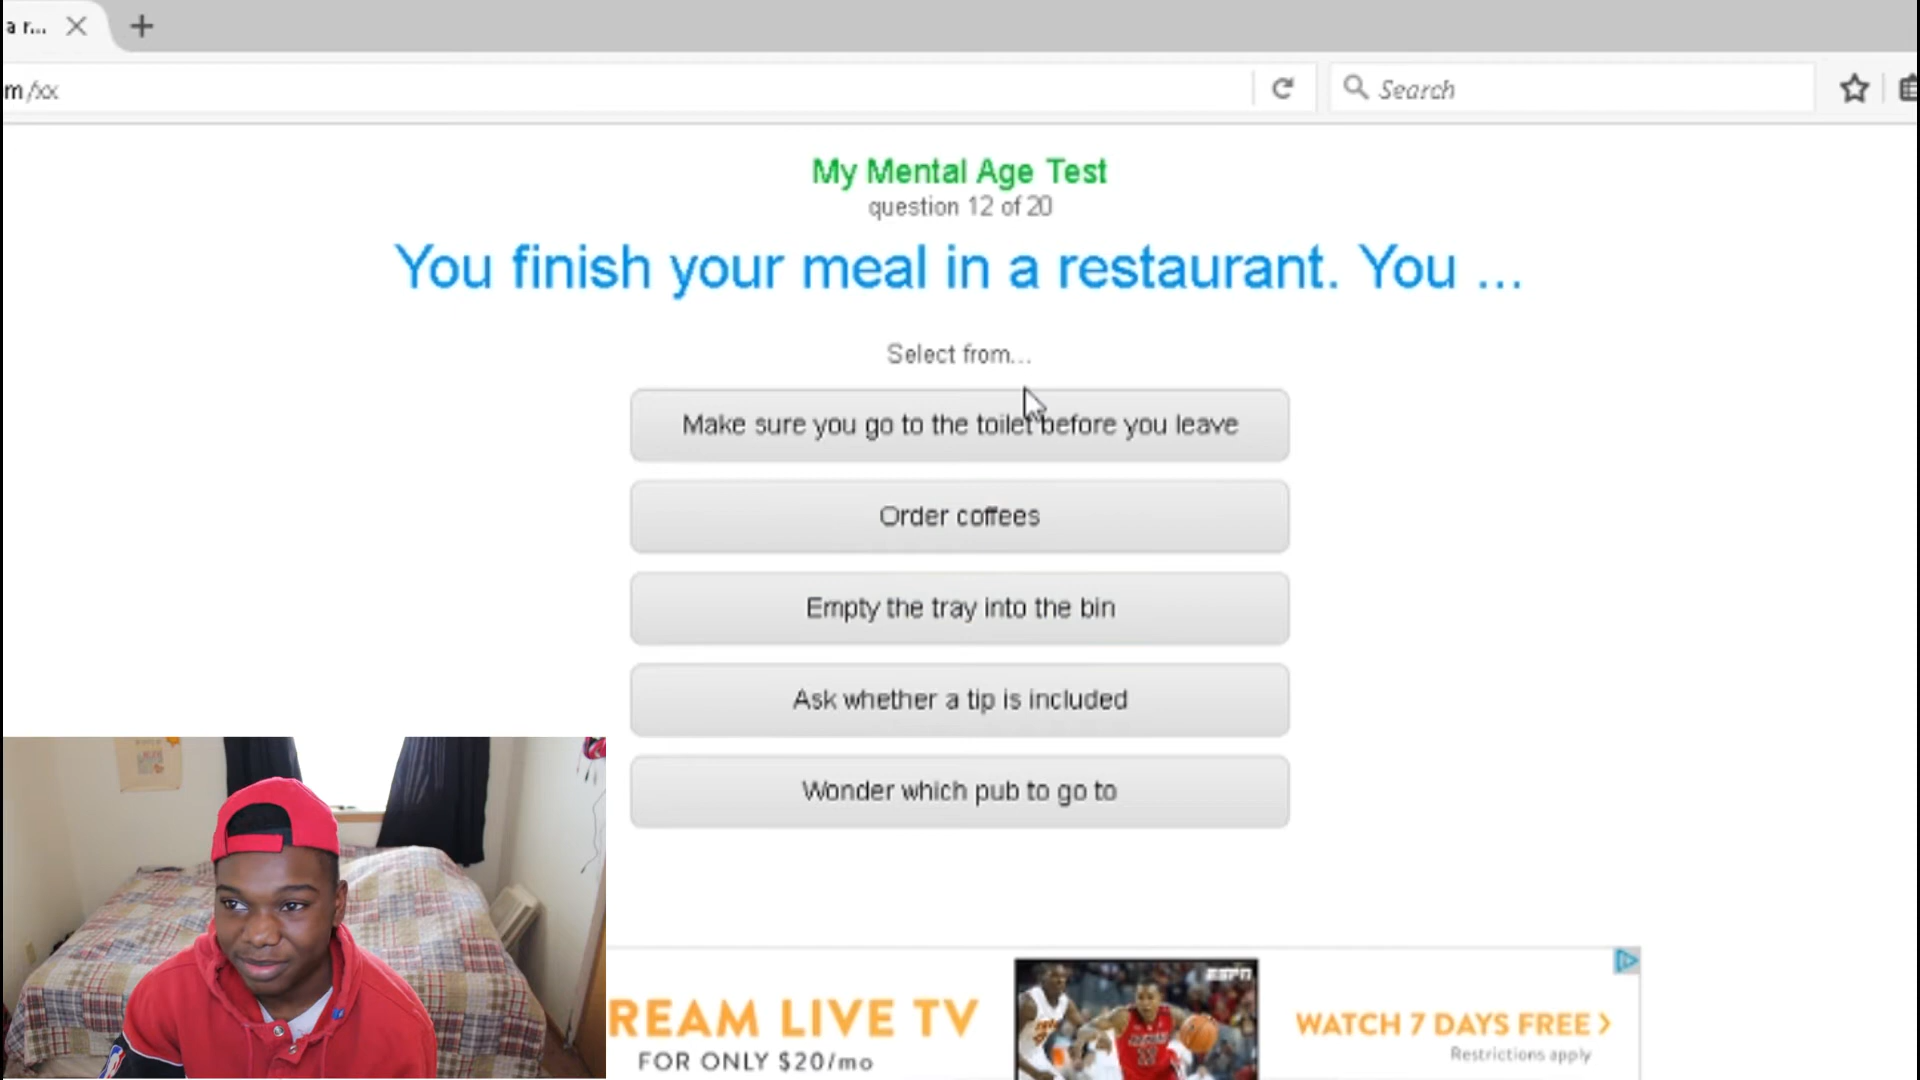 a r...
m/xx
Search
My Mental Age Test
question 12 of 20
You finish your meal in a restaurant. You ...
Select from...
Make sure you go to the toilet before you leave
Order coffees
Empty the tray into the bin
Ask whether a tip is included
Wonder which pub to go to
ESPN
REAM LIVE TV
FOR ONLY $20/mo
WATCH 7 DAYS FREE >
Restrictions apply